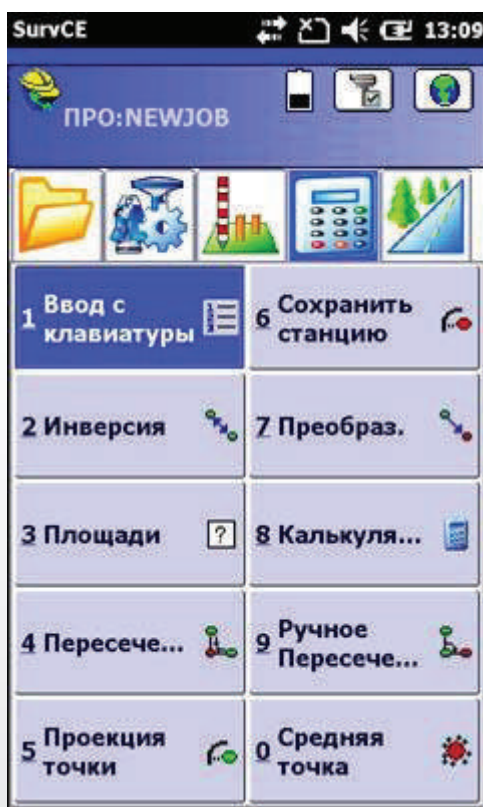 SurvCE 13:09
ПРО:NEWJOB
1 Ввод с
клавиатуры
6 Сохранить
станцию
2 Инверсия
7 Преобраз.
3 Площади ?
8 Калькуля...
4 Пересече...
9 Ручное
Пересече...
5 Проекция
точки
0 Средняя
точка